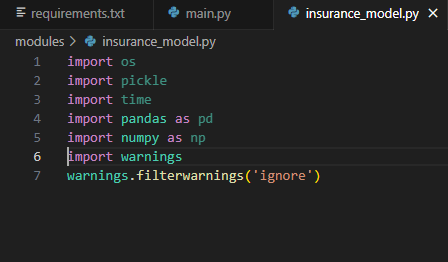 requirements.txt main.py insurance_model.py
modules > insurance_model.py
1 import os
2 import pickle
3 import time
4 import pandas as pd
5 import numpy as np
6 import warnings
7 warnings.filterwarnings('ignore')